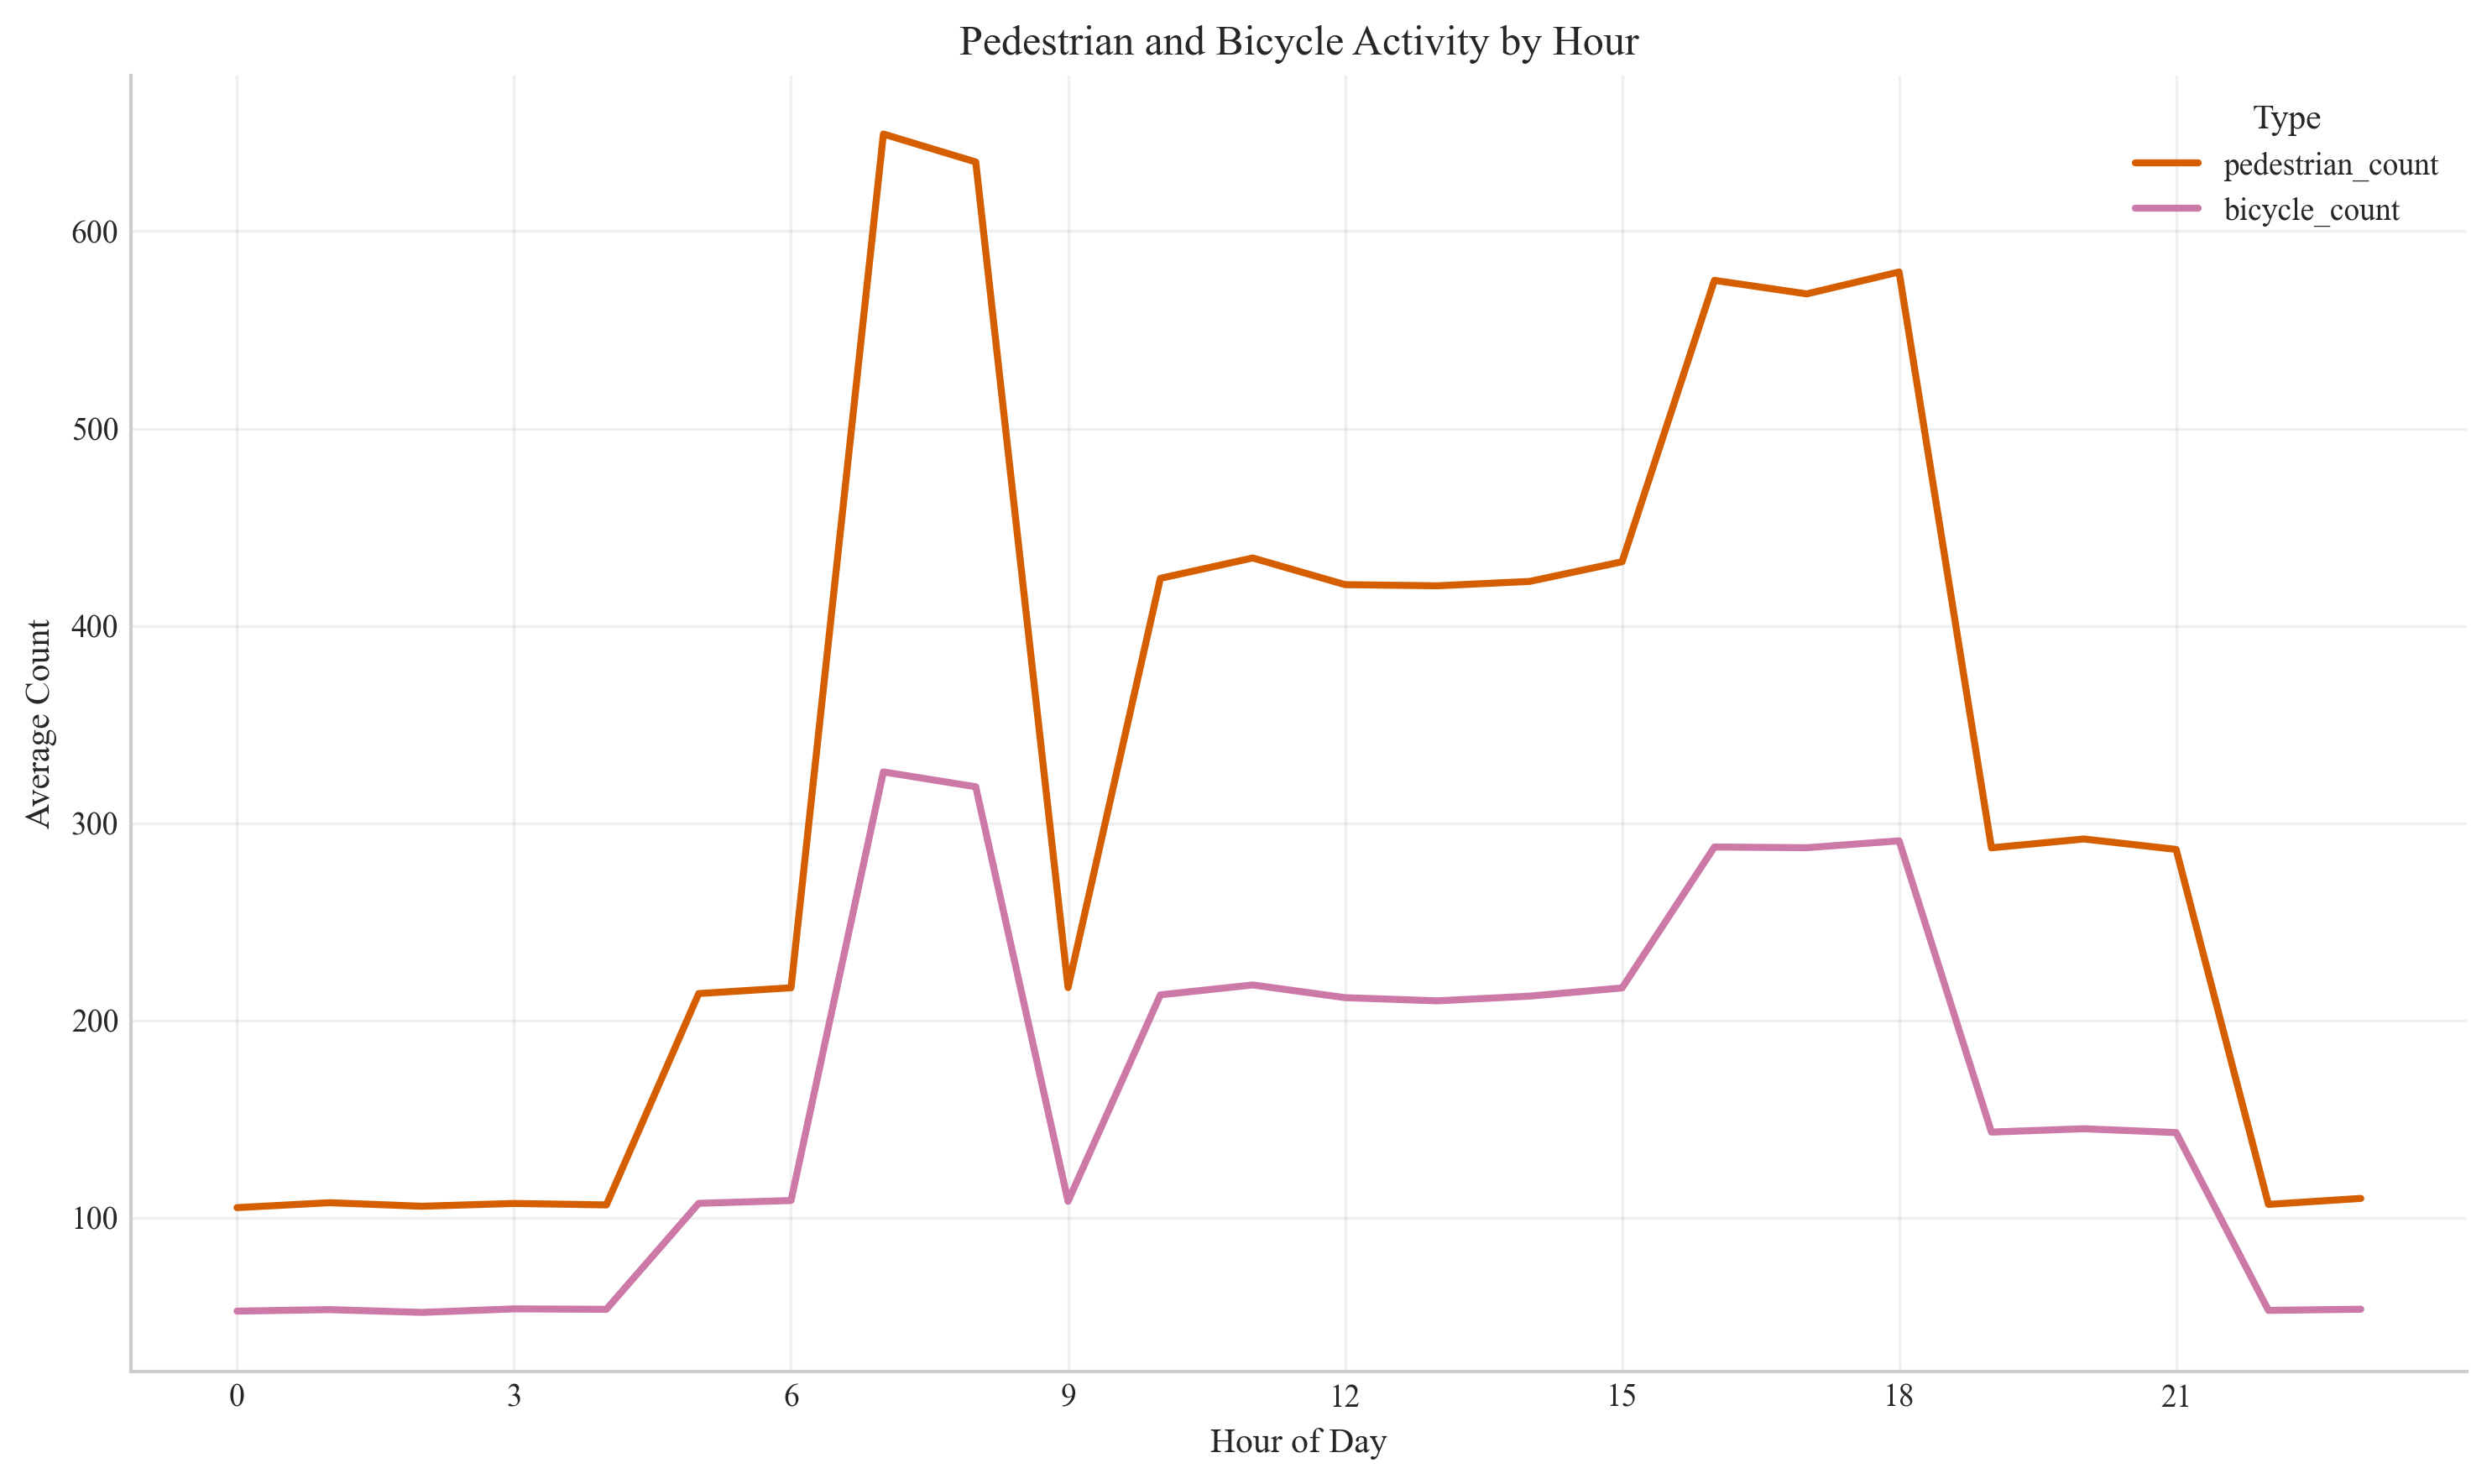 Pedestrian and Bicycle Activity by Hour
Type
pedestrian_count
bicycle_count
600
500
400
300
200
100
Average Count
0 3 6 9 12 15 18 21
Hour of Day